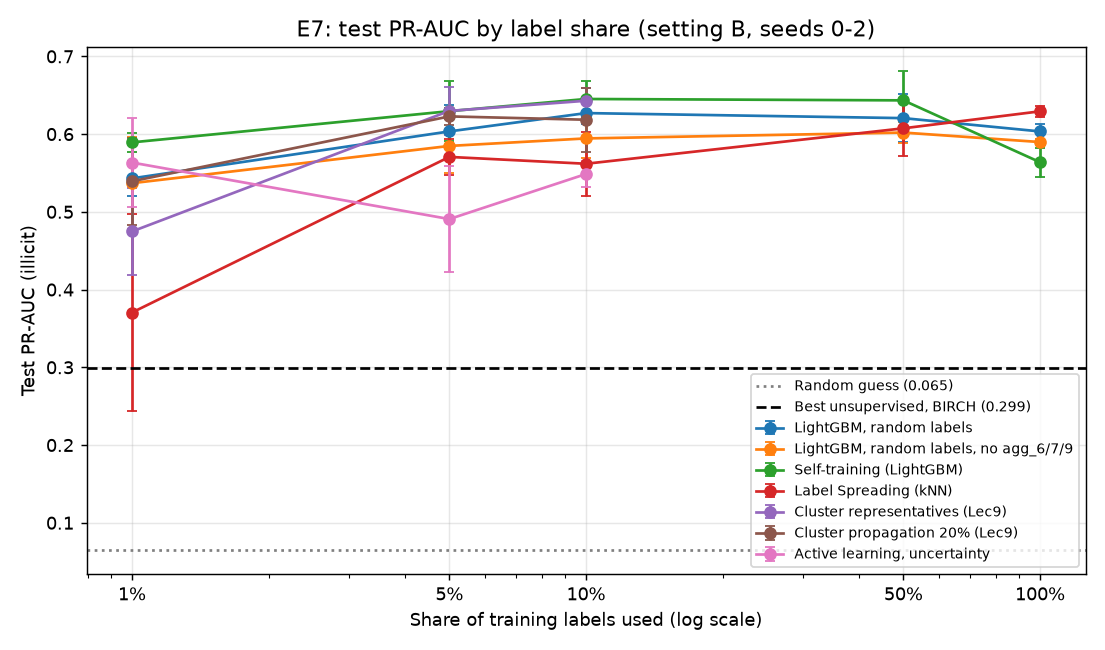 E7: test PR-AUC by label share (setting B, seeds 0-2)
0.7
0.6
0.5
0.4
0.3
0.2
0.1
Test PR-AUC (illicit)
Random guess (0.065)
Best unsupervised, BIRCH (0.299)
LightGBM, random labels
LightGBM, random labels, no agg_6/7/9
Self-training (LightGBM)
Label Spreading (kNN)
Cluster representatives (Lec9)
Cluster propagation 20% (Lec9)
Active learning, uncertainty
1%
5%
10%
50%
100%
Share of training labels used (log scale)